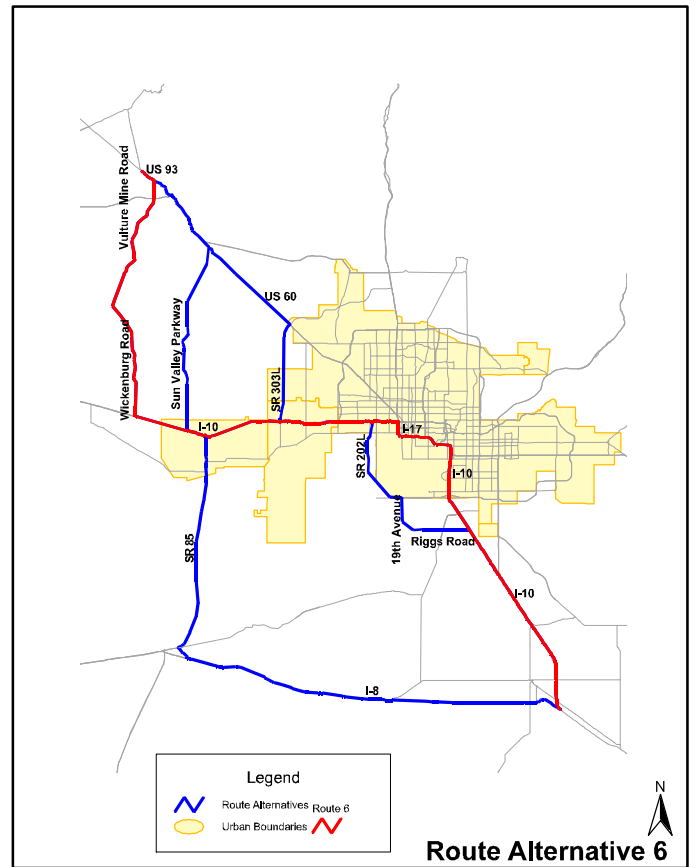 US 93
Vulture Mine Road
US 60
Sun Valley Parkway
Wickenburg Road
SR 303L
I-10
I-17
SR 202L
I-10
19th Avenue
Riggs Road
SR 85
I-10
I-8
Legend
Route Alternatives Route 6
Urban Boundaries
N
Route Alternative 6